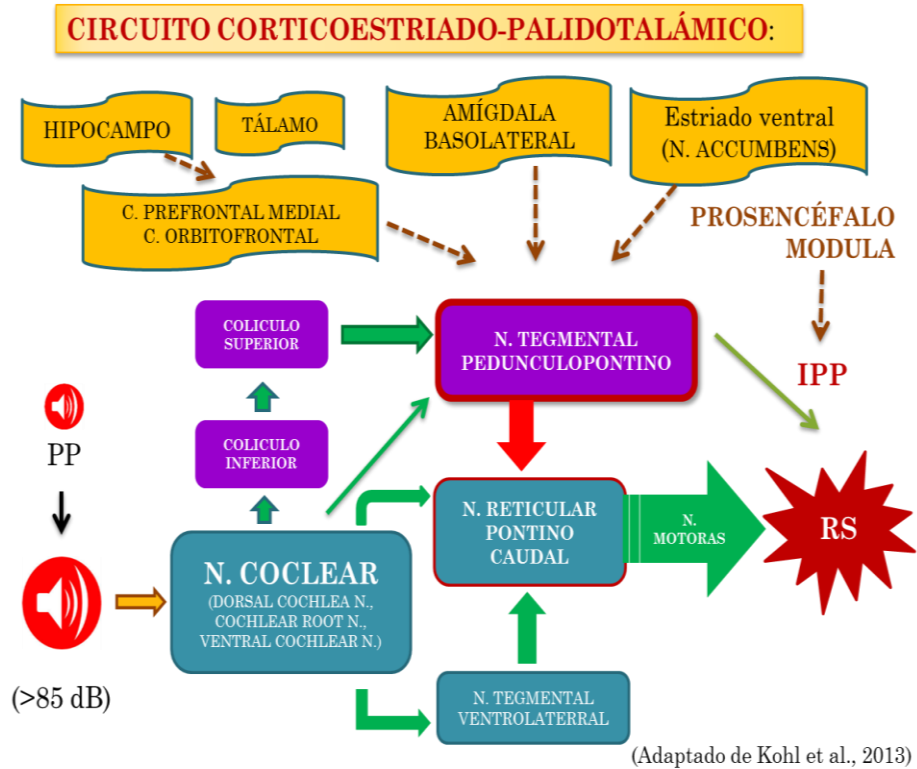 CIRCUITO CORTICOESTRIADO-PALIDOTALÁMICO:
HIPOCAMPO
TÁLAMO
AMÍGDALA
BASOLATERAL
Estriado ventral
(N. ACCUMBENS)
C. PREFRONTAL MEDIAL
C. ORBITOFRONTAL
PROSENCÉFALO
MODULA
COLICULO
SUPERIOR
N. TEGMENTAL
PEDUNCULOPONTINO
IPP
PP
COLICULO
INFERIOR
N. COCLEAR
(DORSAL COCHLEA N.,
COCHLEAR ROOT N.,
VENTRAL COCHLEAR N.)
N. RETICULAR
PONTINO
CAUDAL
N.
MOTORAS
RS
(>85 dB)
N. TEGMENTAL
VENTROLATERRAL
(Adaptado de Kohl et al., 2013)